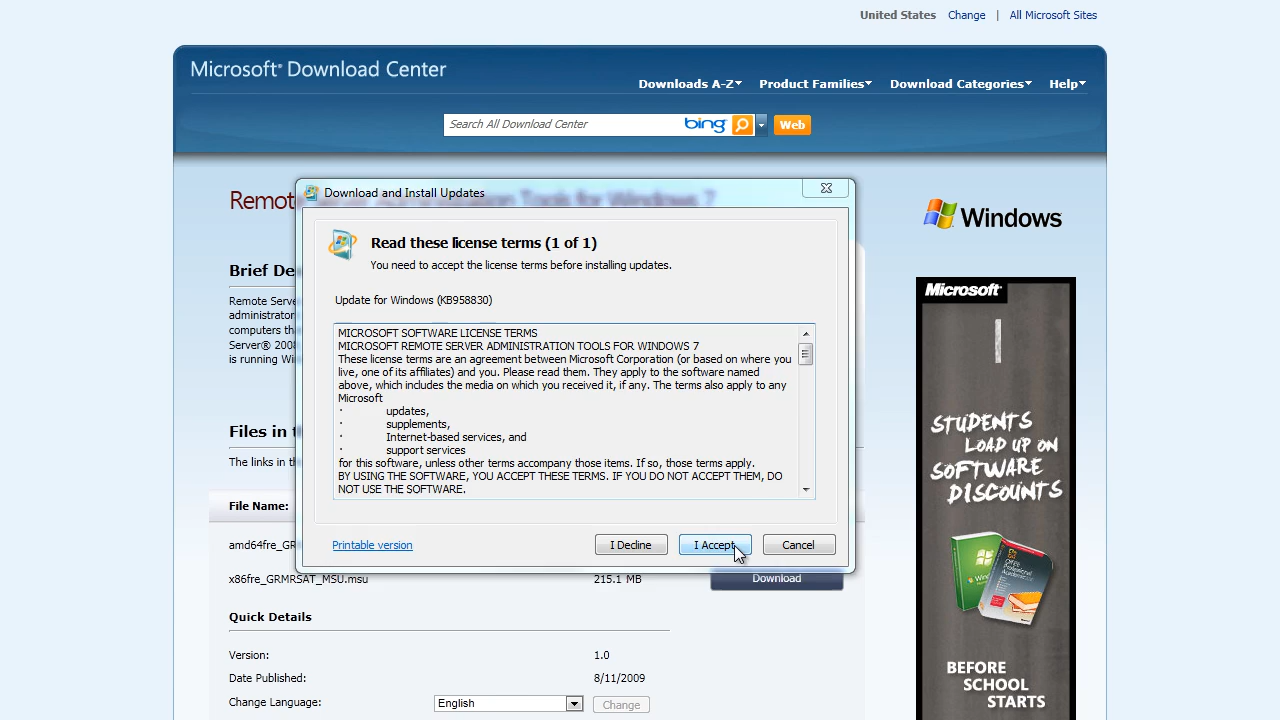 United States Change | All Microsoft Sites
Microsoft® Download Center
Downloads A-Z Product Families Download Categories Help
Search All Download Center bing Web
Remote Server Administration Tools for Windows 7
Download and Install Updates
Windows
Read these license terms (1 of 1)
You need to accept the license terms before installing updates.
Brief De
Remote Serve
administrator
computers tha
Server® 2008
is running Wi
Update for Windows (KB958830)
MICROSOFT SOFTWARE LICENSE TERMS
MICROSOFT REMOTE SERVER ADMINISTRATION TOOLS FOR WINDOWS 7
These license terms are an agreement between Microsoft Corporation (or based on where you
live, one of its affiliates) and you. Please read them. They apply to the software named
above, which includes the media on which you received it, if any. The terms also apply to any
Microsoft
· updates,
· supplements,
· Internet-based services, and
· support services
for this software, unless other terms accompany those items. If so, those terms apply.
BY USING THE SOFTWARE, YOU ACCEPT THESE TERMS. IF YOU DO NOT ACCEPT THEM, DO
NOT USE THE SOFTWARE.
Files in t
The links in th
File Name:
Printable version I Decline I Accept Cancel
amd64fre_GR
x86fre_GRMRSAT_MSU.msu 215.1 MB Download
Quick Details
Version: 1.0
Date Published: 8/11/2009
Change Language: English Change
Microsoft®
STUDENTS
LOAD UP ON
SOFTWARE
DISCOUNTS
BEFORE
SCHOOL
STARTS